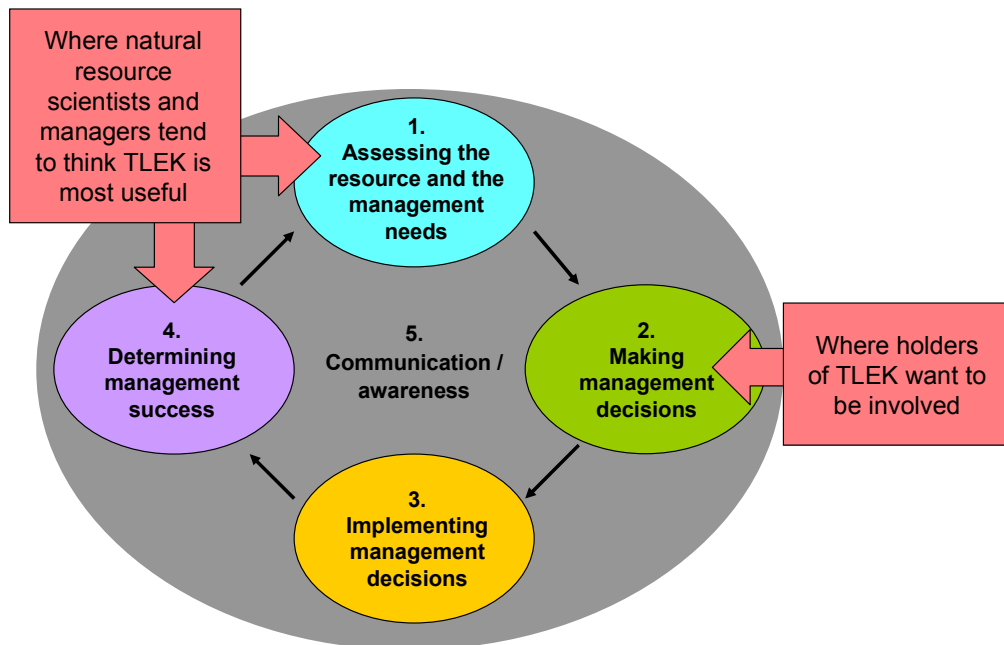 Where natural
resource
scientists and
managers tend
to think TLEK is
most useful
1.
Assessing the
resource and the
management
needs
2.
Making
management
decisions
Where holders
of TLEK want to
be involved
3.
Implementing
management
decisions
4.
Determining
management
success
5.
Communication /
awareness